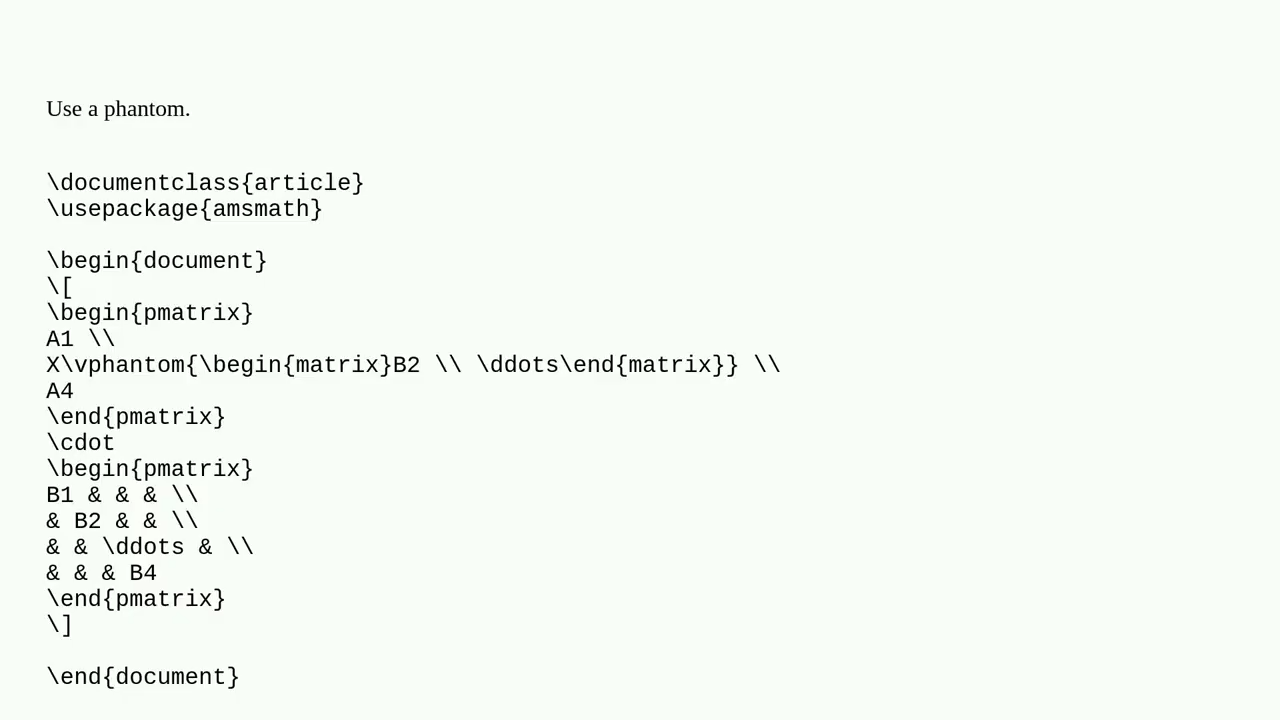 Use a phantom.
\documentclass{article}
\usepackage{amsmath}
\begin{document}
\[
\begin{pmatrix}
A1 \\
X\vphantom{\begin{matrix}B2 \\ \ddots\end{matrix}} \\
A4
\end{pmatrix}
\cdot
\begin{pmatrix}
B1 & & & \\
& B2 & & \\
& & \ddots & \\
& & & B4
\end{pmatrix}
\]
\end{document}